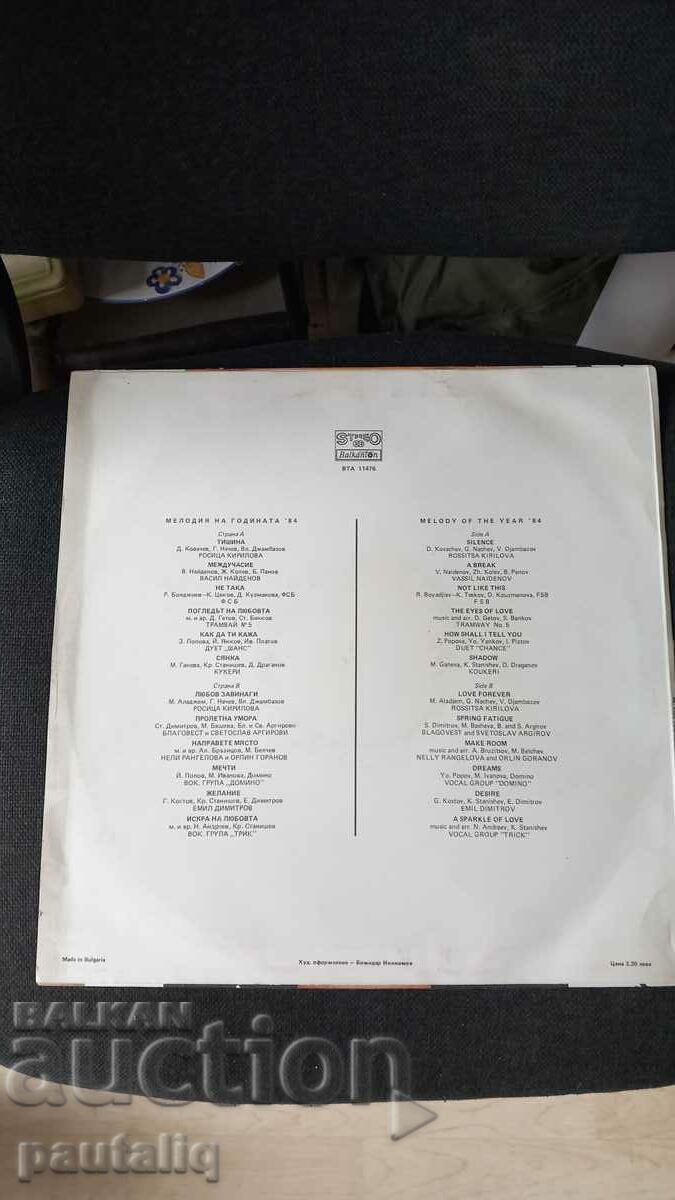 STEREO
Balkanton
BTA 11476
МЕЛОДИЯ НА ГОДИНАТА '84
Страна А
ТИШИНА
Д. Ковачев, Г. Начев, Вл. Джамбазов
РОСИЦА КИРИЛОВА
МЕЖДУЧАСИЕ
В. Найденов, Ж. Колев, Б. Панов
ВАСИЛ НАЙДЕНОВ
НЕ ТАКА
Р. Бояджиев – К. Цеков, Д. Кузманова, ФСБ
ФСБ
ПОГЛЕДЪТ НА ЛЮБОВТА
м. и ар. Д. Гетов, Ст. Бънков
ТРАМВАЙ №5
КАК ДА ТИ КАЖА
З. Попова, Й. Янков, Ив. Платов
ДУЕТ „ШАНС"
СЯНКА
М. Ганева, Кр. Станишев, Д. Драганов
КУКЕРИ
Страна В
ЛЮБОВ ЗАВИНАГИ
М. Аладжем, Г. Начев, Вл. Джамбазов
РОСИЦА КИРИЛОВА
ПРОЛЕТНА УМОРА
Ст. Димитров, М. Башева, Бл. и Св. Аргирови
БЛАГОВЕСТ и СВЕТОСЛАВ АРГИРОВИ
НАПРАВЕТЕ МЯСТО
м. и ар. Ал. Бръзицов, М. Белчев
НЕЛИ РАНГЕЛОВА и ОРЛИН ГОРАНОВ
МЕЧТИ
Й. Попов, М. Иванова, Домино
ВОК. ГРУПА „ДОМИНО"
ЖЕЛАНИЕ
Г. Костов, Кр. Станишев, Е. Димитров
ЕМИЛ ДИМИТРОВ
ИСКРА НА ЛЮБОВТА
м. и ар. Н. Андреев, Кр. Станишев
ВОК. ГРУПА „ТРИК"
MELODY OF THE YEAR '84
Side A
SILENCE
D. Kovachev, G. Nachev, V. Djambazov
ROSSITSA KIRILOVA
A BREAK
V. Naidenov, Zh. Kolev, B. Panov
VASSIL NAIDENOV
NOT LIKE THIS
R. Boyadjiev – K. Tsekov, D. Kouzmanova, FSB
FSB
THE EYES OF LOVE
music and arr. D. Getov, S. Bankov
TRAMWAY No. 5
HOW SHALL I TELL YOU
Z. Popova, Yo. Yankov, I. Platov
DUET "CHANCE"
SHADOW
M. Ganeva, K. Stanishev, D. Draganov
KOUKERI
Side B
LOVE FOREVER
M. Aladjem, G. Nachev, V. Djambazov
ROSSITSA KIRILOVA
SPRING FATIGUE
S. Dimitrov, M. Basheva, B. and S. Argirov
BLAGOVEST and SVETOSLAV ARGIROV
MAKE ROOM
music and arr. A. Bruzitsov, M. Belchev
NELLY RANGELOVA and ORLIN GORANOV
DREAMS
Yo. Popov, M. Ivanova, Domino
VOCAL GROUP "DOMINO"
DESIRE
G. Kostov, K. Stanishev, E. Dimitrov
EMIL DIMITROV
A SPARKLE OF LOVE
music and arr. N. Andreev, K. Stanishev
VOCAL GROUP "TRICK"
Made in Bulgaria
Худ. оформление – Божидар
Цена 3.20 лева
BALKAN
auction
pautaliq